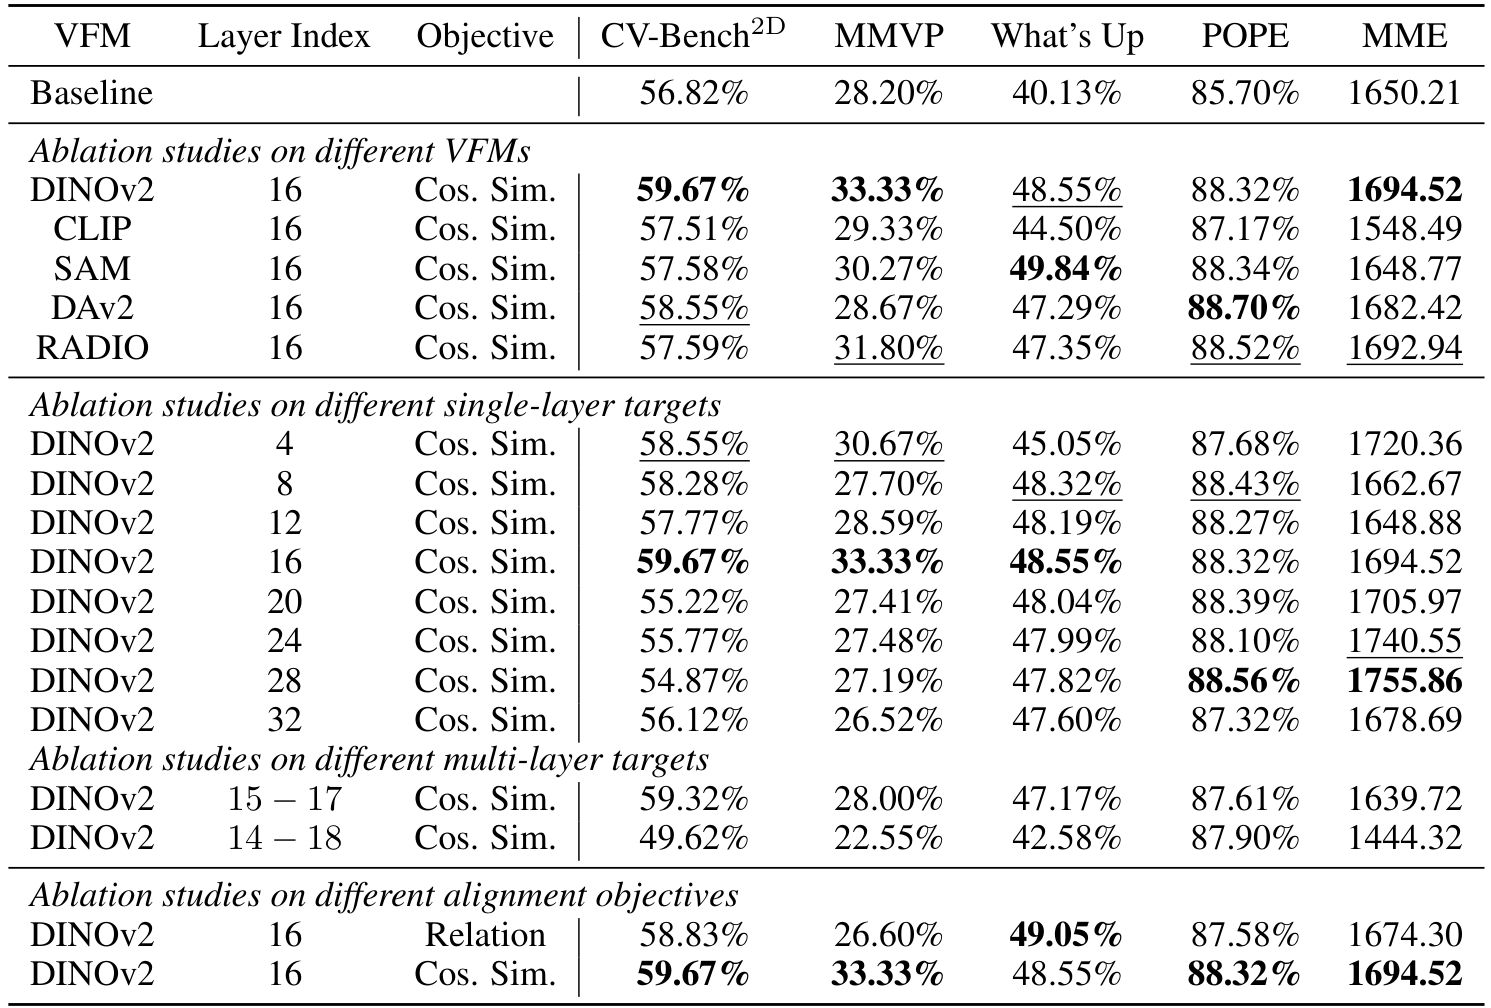 VFM Layer Index Objective CV-Bench2D MMVP What's Up POPE MME
Baseline 56.82% 28.20% 40.13% 85.70% 1650.21
Ablation studies on different VFMs
DINOv2 16 Cos. Sim. 59.67% 33.33% 48.55% 88.32% 1694.52
CLIP 16 Cos. Sim. 57.51% 29.33% 44.50% 87.17% 1548.49
SAM 16 Cos. Sim. 57.58% 30.27% 49.84% 88.34% 1648.77
DAv2 16 Cos. Sim. 58.55% 28.67% 47.29% 88.70% 1682.42
RADIO 16 Cos. Sim. 57.59% 31.80% 47.35% 88.52% 1692.94
Ablation studies on different single-layer targets
DINOv2 4 Cos. Sim. 58.55% 30.67% 45.05% 87.68% 1720.36
DINOv2 8 Cos. Sim. 58.28% 27.70% 48.32% 88.43% 1662.67
DINOv2 12 Cos. Sim. 57.77% 28.59% 48.19% 88.27% 1648.88
DINOv2 16 Cos. Sim. 59.67% 33.33% 48.55% 88.32% 1694.52
DINOv2 20 Cos. Sim. 55.22% 27.41% 48.04% 88.39% 1705.97
DINOv2 24 Cos. Sim. 55.77% 27.48% 47.99% 88.10% 1740.55
DINOv2 28 Cos. Sim. 54.87% 27.19% 47.82% 88.56% 1755.86
DINOv2 32 Cos. Sim. 56.12% 26.52% 47.60% 87.32% 1678.69
Ablation studies on different multi-layer targets
DINOv2 15 − 17 Cos. Sim. 59.32% 28.00% 47.17% 87.61% 1639.72
DINOv2 14 − 18 Cos. Sim. 49.62% 22.55% 42.58% 87.90% 1444.32
Ablation studies on different alignment objectives
DINOv2 16 Relation 58.83% 26.60% 49.05% 87.58% 1674.30
DINOv2 16 Cos. Sim. 59.67% 33.33% 48.55% 88.32% 1694.52